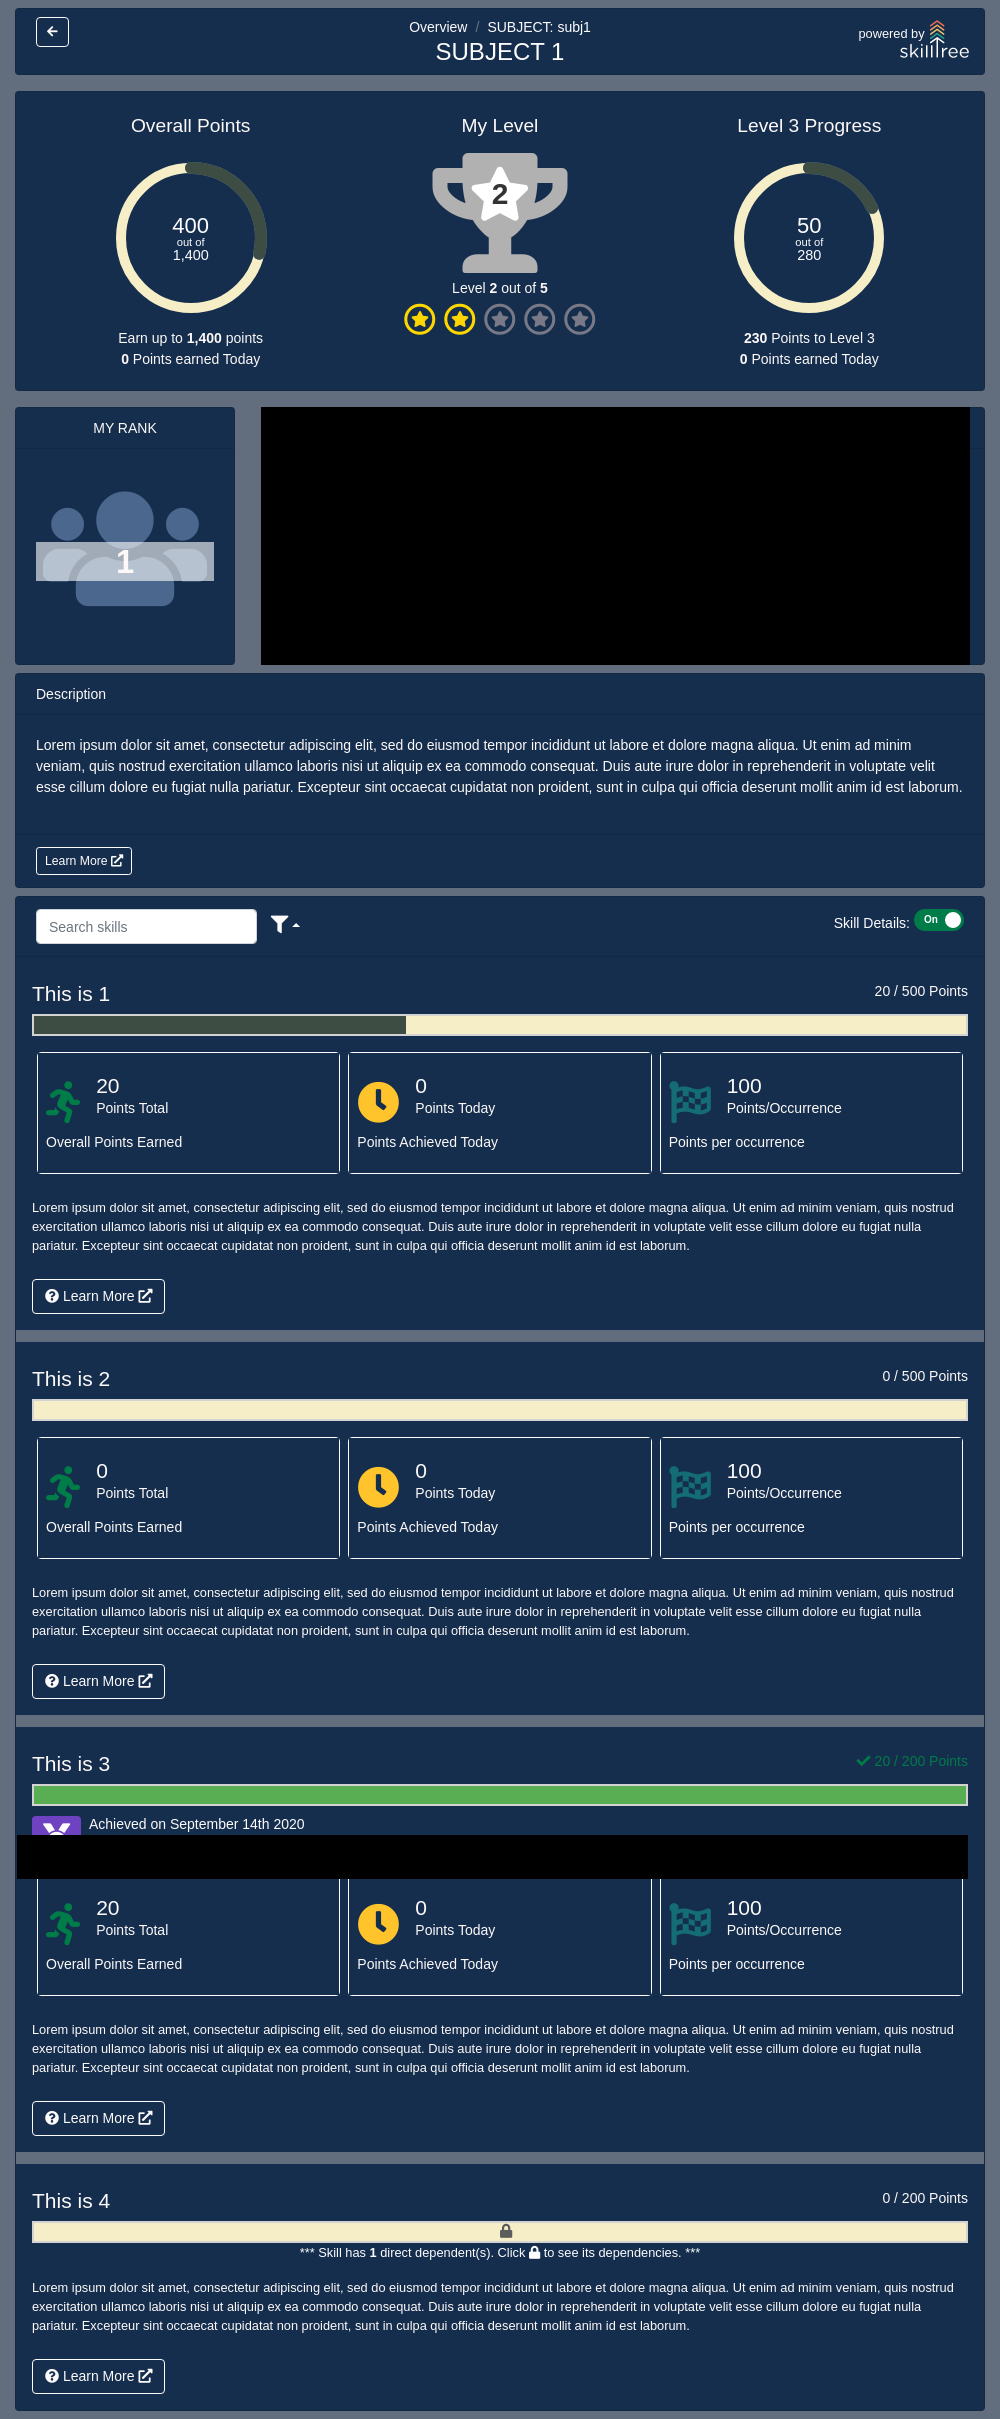 Overview / SUBJECT: subj1
SUBJECT 1
powered by
skilltree
Overall Points
400
out of
1,400
Earn up to 1,400 points
0 Points earned Today
My Level
2
Level 2 out of 5
Level 3 Progress
50
out of
280
230 Points to Level 3
0 Points earned Today
MY RANK
1
Description
Lorem ipsum dolor sit amet, consectetur adipiscing elit, sed do eiusmod tempor incididunt ut labore et dolore magna aliqua. Ut enim ad minim
veniam, quis nostrud exercitation ullamco laboris nisi ut aliquip ex ea commodo consequat. Duis aute irure dolor in reprehenderit in voluptate velit
esse cillum dolore eu fugiat nulla pariatur. Excepteur sint occaecat cupidatat non proident, sunt in culpa qui officia deserunt mollit anim id est laborum.
Learn More
Search skills
Skill Details: On
This is 1
20 / 500 Points
20
Points Total
Overall Points Earned
0
Points Today
Points Achieved Today
100
Points/Occurrence
Points per occurrence
Lorem ipsum dolor sit amet, consectetur adipiscing elit, sed do eiusmod tempor incididunt ut labore et dolore magna aliqua. Ut enim ad minim veniam, quis nostrud
exercitation ullamco laboris nisi ut aliquip ex ea commodo consequat. Duis aute irure dolor in reprehenderit in voluptate velit esse cillum dolore eu fugiat nulla
pariatur. Excepteur sint occaecat cupidatat non proident, sunt in culpa qui officia deserunt mollit anim id est laborum.
Learn More
This is 2
0 / 500 Points
0
Points Total
Overall Points Earned
0
Points Today
Points Achieved Today
100
Points/Occurrence
Points per occurrence
Lorem ipsum dolor sit amet, consectetur adipiscing elit, sed do eiusmod tempor incididunt ut labore et dolore magna aliqua. Ut enim ad minim veniam, quis nostrud
exercitation ullamco laboris nisi ut aliquip ex ea commodo consequat. Duis aute irure dolor in reprehenderit in voluptate velit esse cillum dolore eu fugiat nulla
pariatur. Excepteur sint occaecat cupidatat non proident, sunt in culpa qui officia deserunt mollit anim id est laborum.
Learn More
This is 3
20 / 200 Points
Achieved on September 14th 2020
20
Points Total
Overall Points Earned
0
Points Today
Points Achieved Today
100
Points/Occurrence
Points per occurrence
Lorem ipsum dolor sit amet, consectetur adipiscing elit, sed do eiusmod tempor incididunt ut labore et dolore magna aliqua. Ut enim ad minim veniam, quis nostrud
exercitation ullamco laboris nisi ut aliquip ex ea commodo consequat. Duis aute irure dolor in reprehenderit in voluptate velit esse cillum dolore eu fugiat nulla
pariatur. Excepteur sint occaecat cupidatat non proident, sunt in culpa qui officia deserunt mollit anim id est laborum.
Learn More
This is 4
0 / 200 Points
*** Skill has 1 direct dependent(s). Click to see its dependencies. ***
Lorem ipsum dolor sit amet, consectetur adipiscing elit, sed do eiusmod tempor incididunt ut labore et dolore magna aliqua. Ut enim ad minim veniam, quis nostrud
exercitation ullamco laboris nisi ut aliquip ex ea commodo consequat. Duis aute irure dolor in reprehenderit in voluptate velit esse cillum dolore eu fugiat nulla
pariatur. Excepteur sint occaecat cupidatat non proident, sunt in culpa qui officia deserunt mollit anim id est laborum.
Learn More